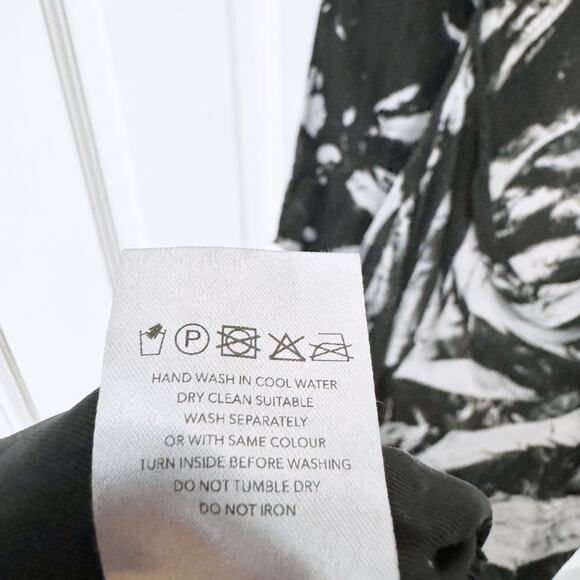 P
HAND WASH IN COOL WATER
DRY CLEAN SUITABLE
WASH SEPARATELY
OR WITH SAME COLOUR
TURN INSIDE BEFORE WASHING
DO NOT TUMBLE DRY
DO NOT IRON